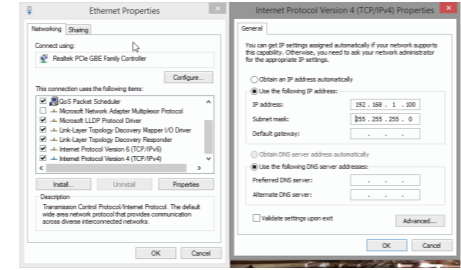 Ethernet Properties
Networking Sharing
Connect using:
Realtek PCIe GBE Family Controller
Configure...
This connection uses the following items:
QoS Packet Scheduler
Microsoft Network Adapter Multiplexor Protocol
Microsoft LLDP Protocol Driver
Link-Layer Topology Discovery Mapper I/O Driver
Link-Layer Topology Discovery Responder
Internet Protocol Version 6 (TCP/IPv6)
Internet Protocol Version 4 (TCP/IPv4)
Install... Uninstall Properties
Description
Transmission Control Protocol/Internet Protocol. The default
wide area network protocol that provides communication
across diverse interconnected networks.
OK Cancel
Internet Protocol Version 4 (TCP/IPv4) Properties
General
You can get IP settings assigned automatically if your network supports
this capability. Otherwise, you need to ask your network administrator
for the appropriate IP settings.
Obtain an IP address automatically
Use the following IP address:
IP address: 192 . 168 . 1 . 100
Subnet mask: 255 . 255 . 255 . 0
Default gateway: . . .
Obtain DNS server address automatically
Use the following DNS server addresses:
Preferred DNS server: . . .
Alternate DNS server: . . .
Validate settings upon exit
Advanced...
OK Cancel